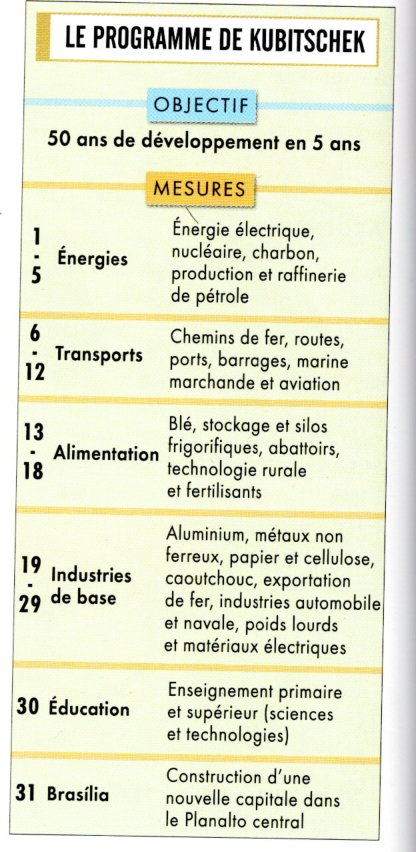 LE PROGRAMME DE KUBITSCHEK
OBJECTIF
50 ans de développement en 5 ans
MESURES
1 - 5 Énergies
Énergie électrique,
nucléaire, charbon,
production et raffinerie
de pétrole
6 - 12 Transports
Chemins de fer, routes,
ports, barrages, marine
marchande et aviation
13 - 18 Alimentation
Blé, stockage et silos
frigorifiques, abattoirs,
technologie rurale
et fertilisants
19 - 29 Industries
de base
Aluminium, métaux non
ferreux, papier et cellulose,
caoutchouc, exportation
de fer, industries automobile
et navale, poids lourds
et matériaux électriques
30 Éducation
Enseignement primaire
et supérieur (sciences
et technologies)
31 Brasília
Construction d'une
nouvelle capitale dans
le Planalto central